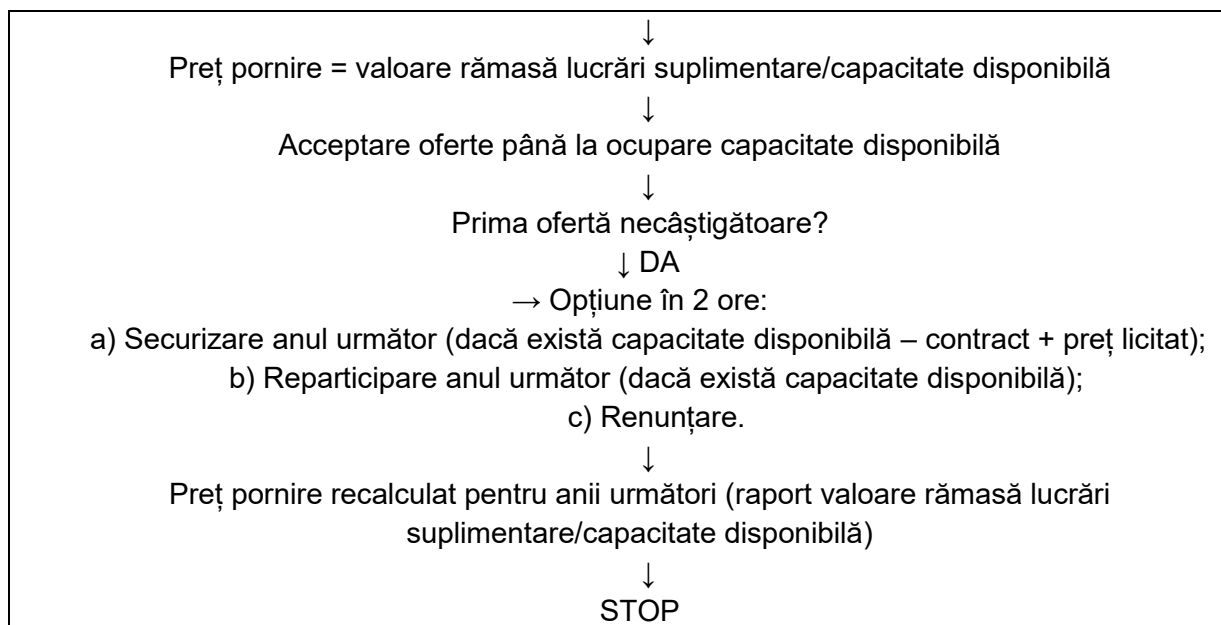 ↓
Preț pornire = valoare rămasă lucrări suplimentare/capacitate disponibilă
↓
Acceptare oferte până la ocupare capacitate disponibilă
↓
Prima ofertă necâștigătoare?
↓ DA
→ Opțiune în 2 ore:
a) Securizare anul următor (dacă există capacitate disponibilă – contract + preț licitat);
b) Reparticipare anul următor (dacă există capacitate disponibilă);
c) Renunțare.
↓
Preț pornire recalculat pentru anii următori (raport valoare rămasă lucrări
suplimentare/capacitate disponibilă)
↓
STOP